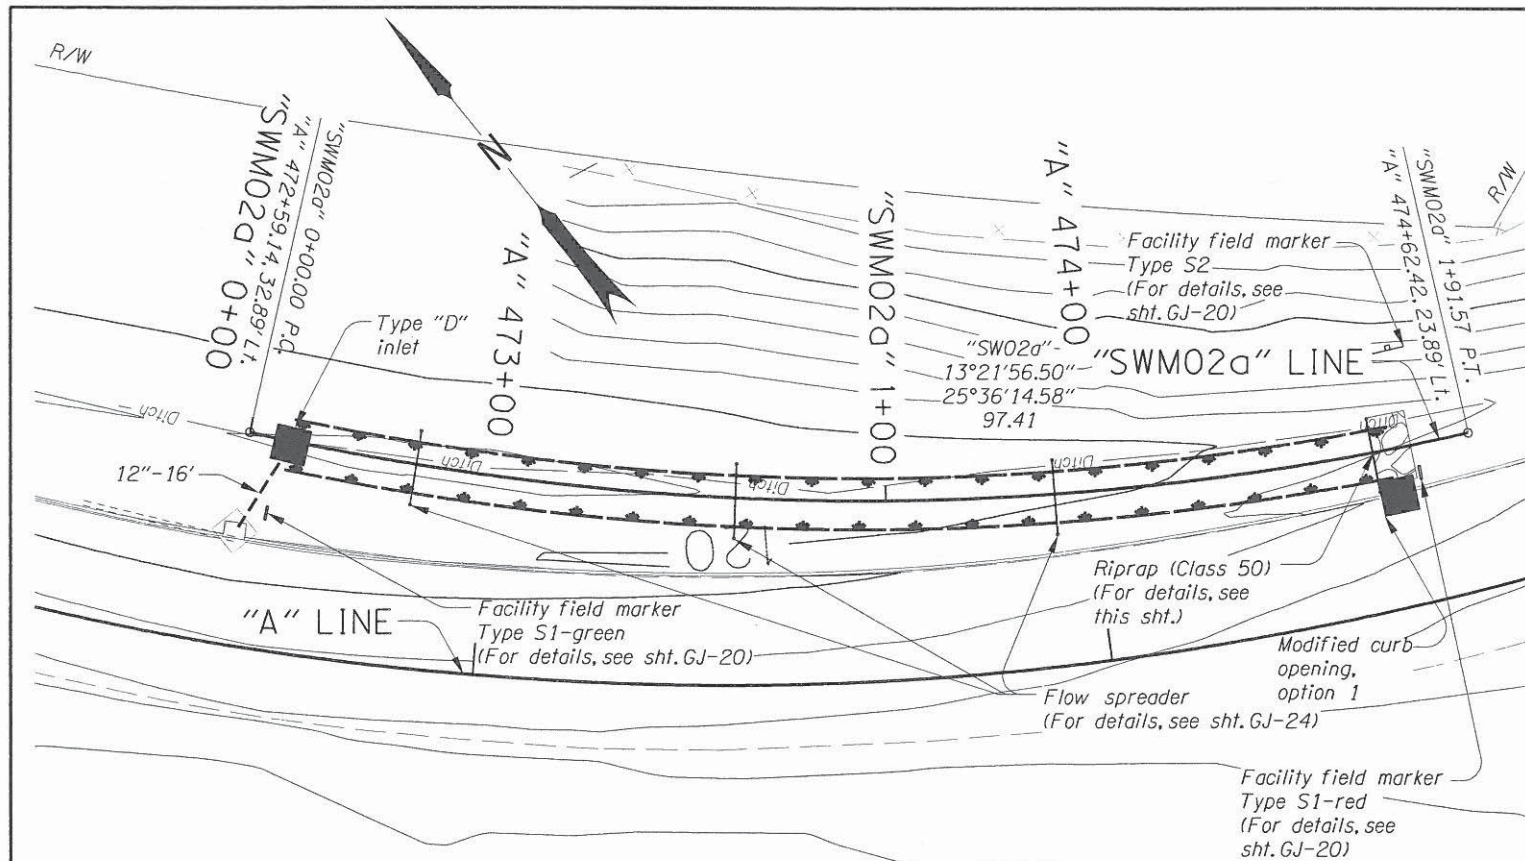 R/W
"SWM02a" 0+00.00 P.C.
"A" 472+59.14, 32.89' Lt.
"SWM02a" 0+00
Type "D"
inlet
N
"A" 473+00
"SWM02a" 1+00
"A" 474+00
Facility field marker
Type S2
(For details, see
sht. GJ-20)
"SWM02a" 1+91.57 P.T.
"A" 474+62.42, 23.89' Lt.
R/W
"SW02a"
13°21'56.50"
25°36'14.58"
97.41
"SWM02a" LINE
Ditch
Ditch
Ditch
Ditch
Ditch
12"-16'
120
"A" LINE
Facility field marker
Type S1-green
(For details, see sht. GJ-20)
Riprap (Class 50)
(For details, see
this sht.)
Modified curb
opening,
option 1
Flow spreader
(For details, see sht. GJ-24)
Facility field marker
Type S1-red
(For details, see
sht. GJ-20)